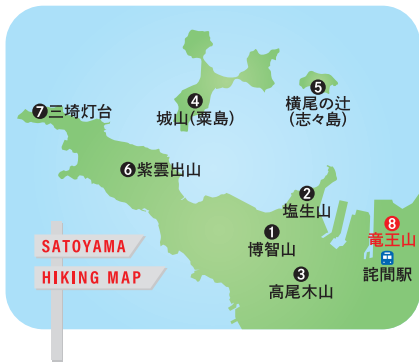 ❼三埼灯台
❹
城山(粟島)
❺
横尾の辻
(志々島)
❻紫雲出山
❷
塩生山
❶
博智山
❽
竜王山
詫間駅
❸
高尾木山
SATOYAMA
HIKING MAP